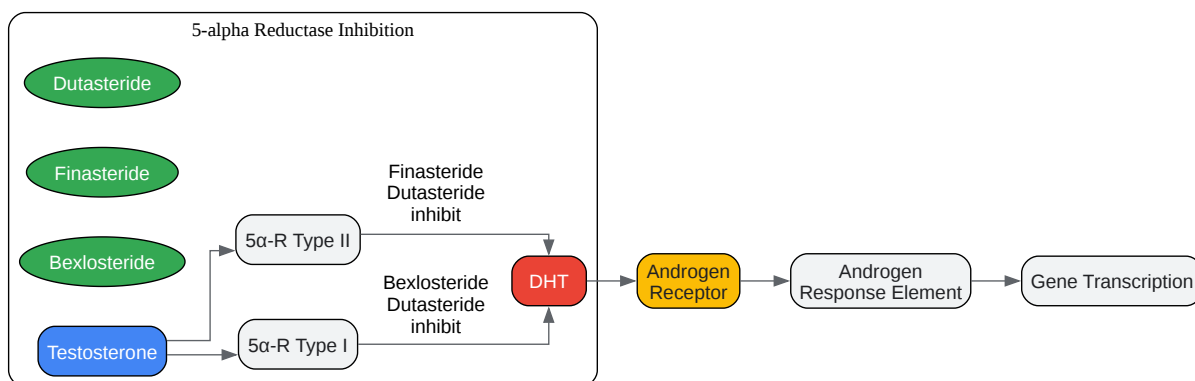 5-alpha Reductase Inhibition
Dutasteride
Finasteride
Bexlosteride
Testosterone
5α-R Type II
5α-R Type I
Finasteride
Dutasteride
inhibit
Bexlosteride
Dutasteride
inhibit
DHT
Androgen
Receptor
Androgen
Response Element
Gene Transcription